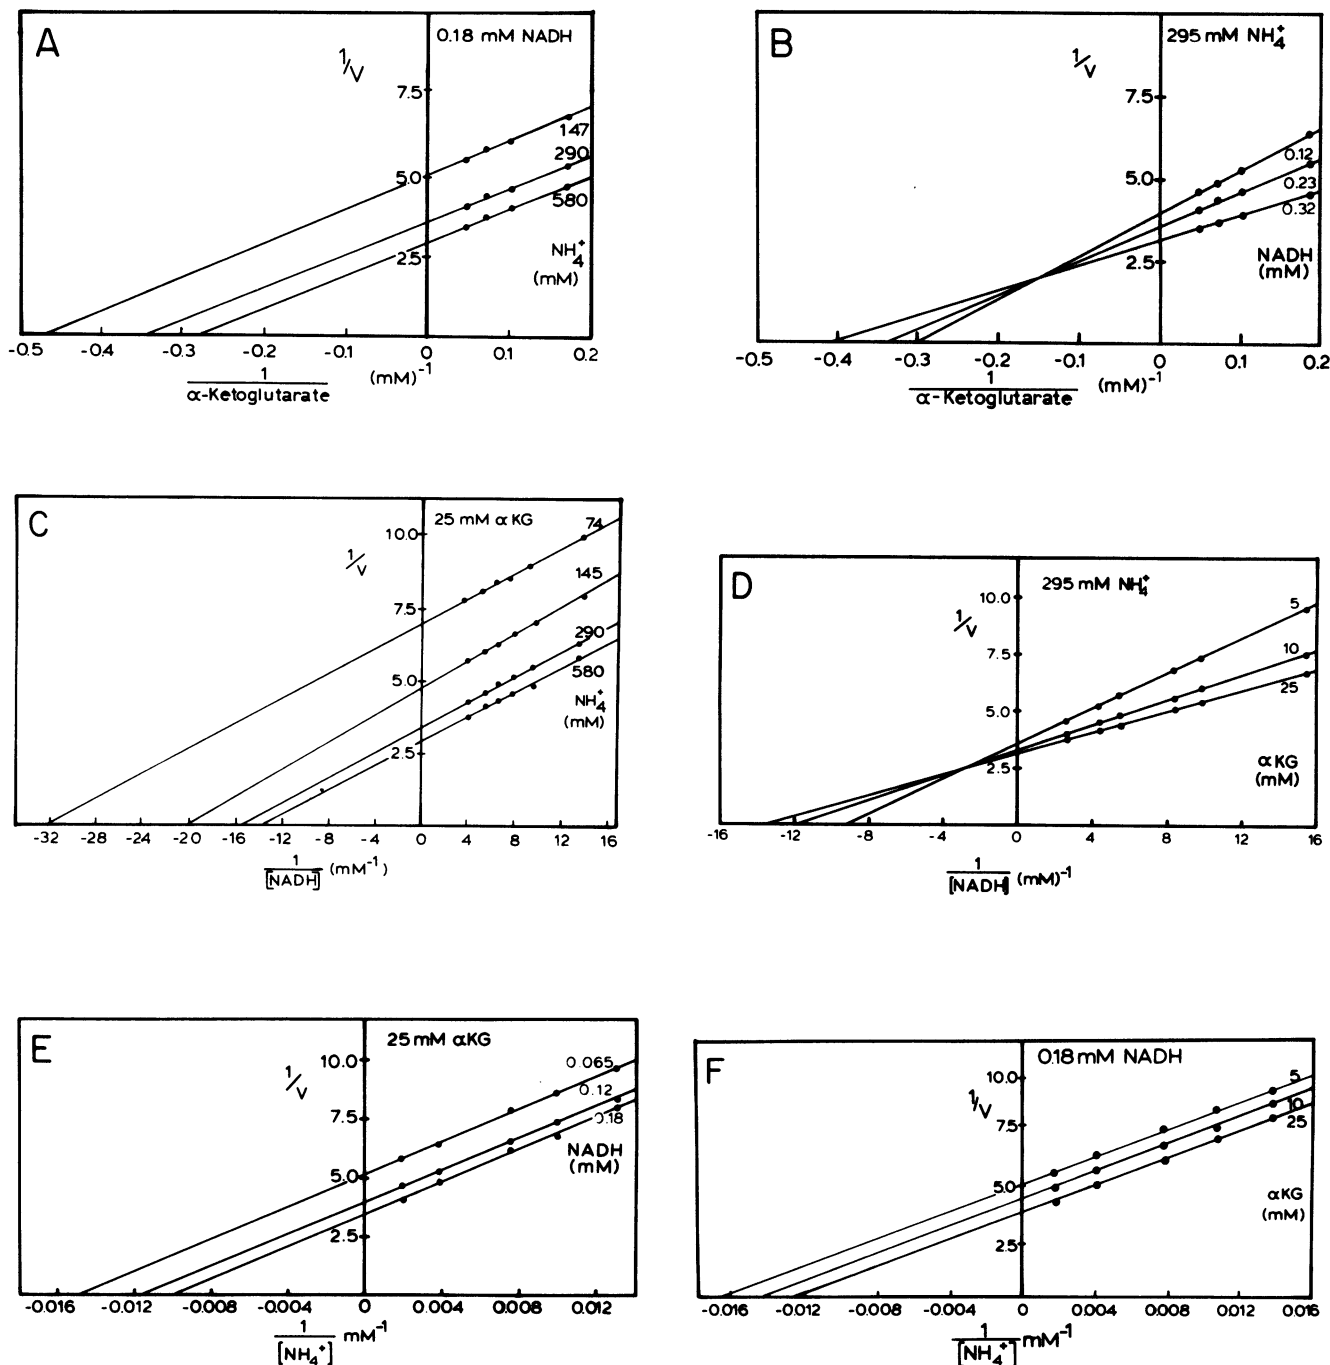 A
0.18 mM NADH
1/V
7.5
5.0
2.5
147
290
580
NH4+
(mM)
-0.5 -0.4 -0.3 -0.2 -0.1 0 0.1 0.2
1
α-Ketoglutarate
(mM)-1
B
295 mM NH4+
1/V
7.5
5.0
2.5
0.12
0.23
0.32
NADH
(mM)
-0.5 -0.4 -0.3 -0.2 -0.1 0 0.1 0.2
1
α-Ketoglutarate
(mM)-1
C
25 mM αKG
1/V
10.0
7.5
5.0
2.5
74
145
290
580
NH4+
(mM)
-32 -28 -24 -20 -16 -12 -8 -4 0 4 8 12 16
1
[NADH]
(mM-1)
D
295 mM NH4+
1/V
10.0
7.5
5.0
2.5
5
10
25
αKG
(mM)
-16 -12 -8 -4 0 4 8 12 16
1
[NADH]
(mM)-1
E
25 mM αKG
1/V
10.0
7.5
5.0
2.5
0.065
0.12
0.18
NADH
(mM)
-0.016 -0.012 -0.008 -0.004 0 0.004 0.008 0.012
1
[NH4+]
mM-1
F
0.18 mM NADH
1/V
10.0
7.5
5.0
2.5
5
10
25
αKG
(mM)
-0.016 -0.012 -0.008 -0.004 0 0.004 0.008 0.012 0.016
1
[NH4+]
mM-1